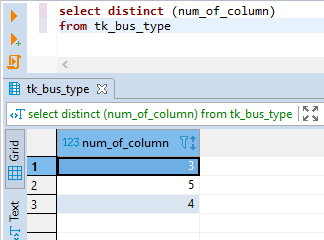 select distinct (num_of_column)
from tk_bus_type
tk_bus_type
select distinct (num_of_column) from tk_bus_type
Grid
123 num_of_column
1 3
2 5
3 4
Text